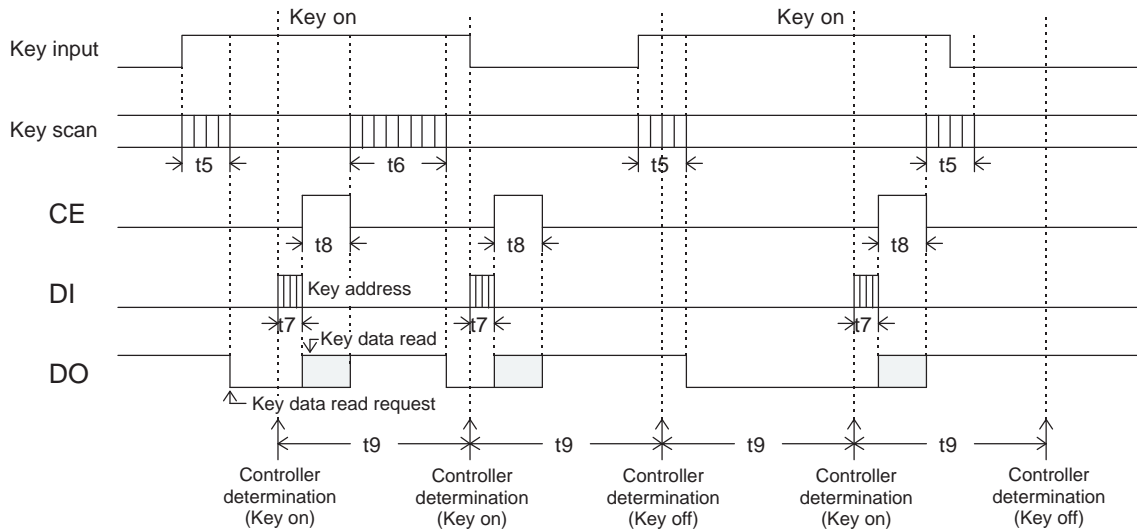 Key on
Key on
Key input
Key scan
t5
t6
t5
t5
CE
t8
t8
t8
DI
Key address
t7
t7
t7
Key data read
DO
Key data read request
t9
t9
t9
t9
Controller
determination
(Key on)
Controller
determination
(Key on)
Controller
determination
(Key off)
Controller
determination
(Key on)
Controller
determination
(Key off)